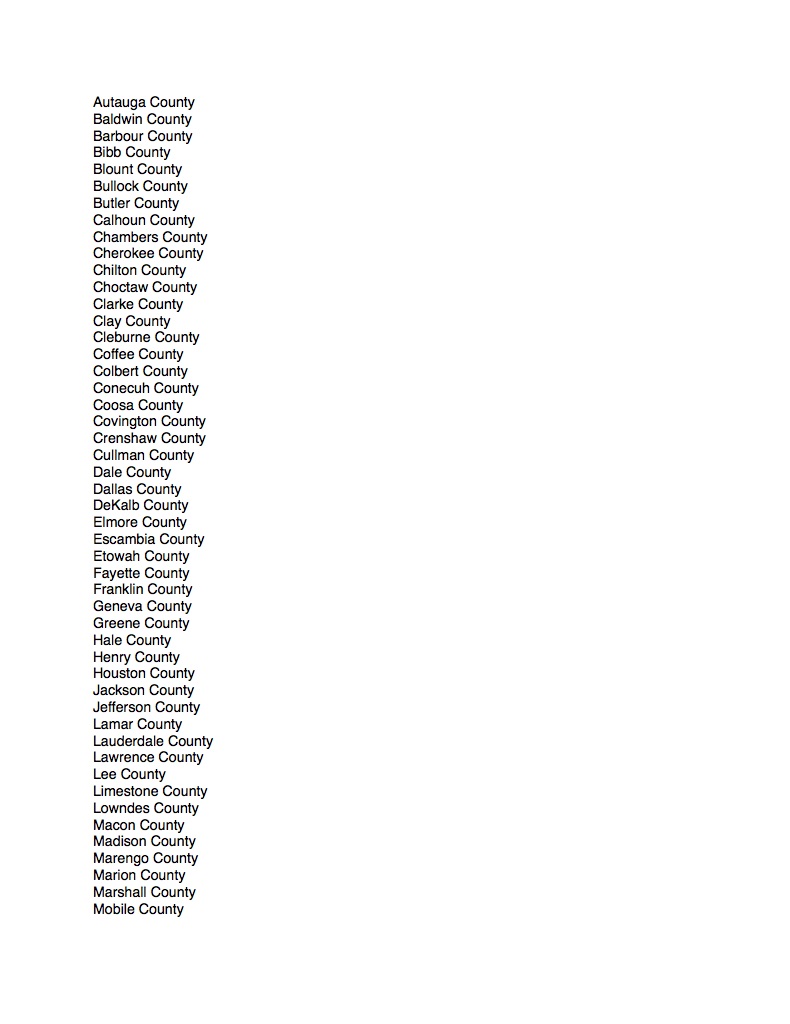 Autauga County
Baldwin County
Barbour County
Bibb County
Blount County
Bullock County
Butler County
Calhoun County
Chambers County
Cherokee County
Chilton County
Choctaw County
Clarke County
Clay County
Cleburne County
Coffee County
Colbert County
Conecuh County
Coosa County
Covington County
Crenshaw County
Cullman County
Dale County
Dallas County
DeKalb County
Elmore County
Escambia County
Etowah County
Fayette County
Franklin County
Geneva County
Greene County
Hale County
Henry County
Houston County
Jackson County
Jefferson County
Lamar County
Lauderdale County
Lawrence County
Lee County
Limestone County
Lowndes County
Macon County
Madison County
Marengo County
Marion County
Marshall County
Mobile County